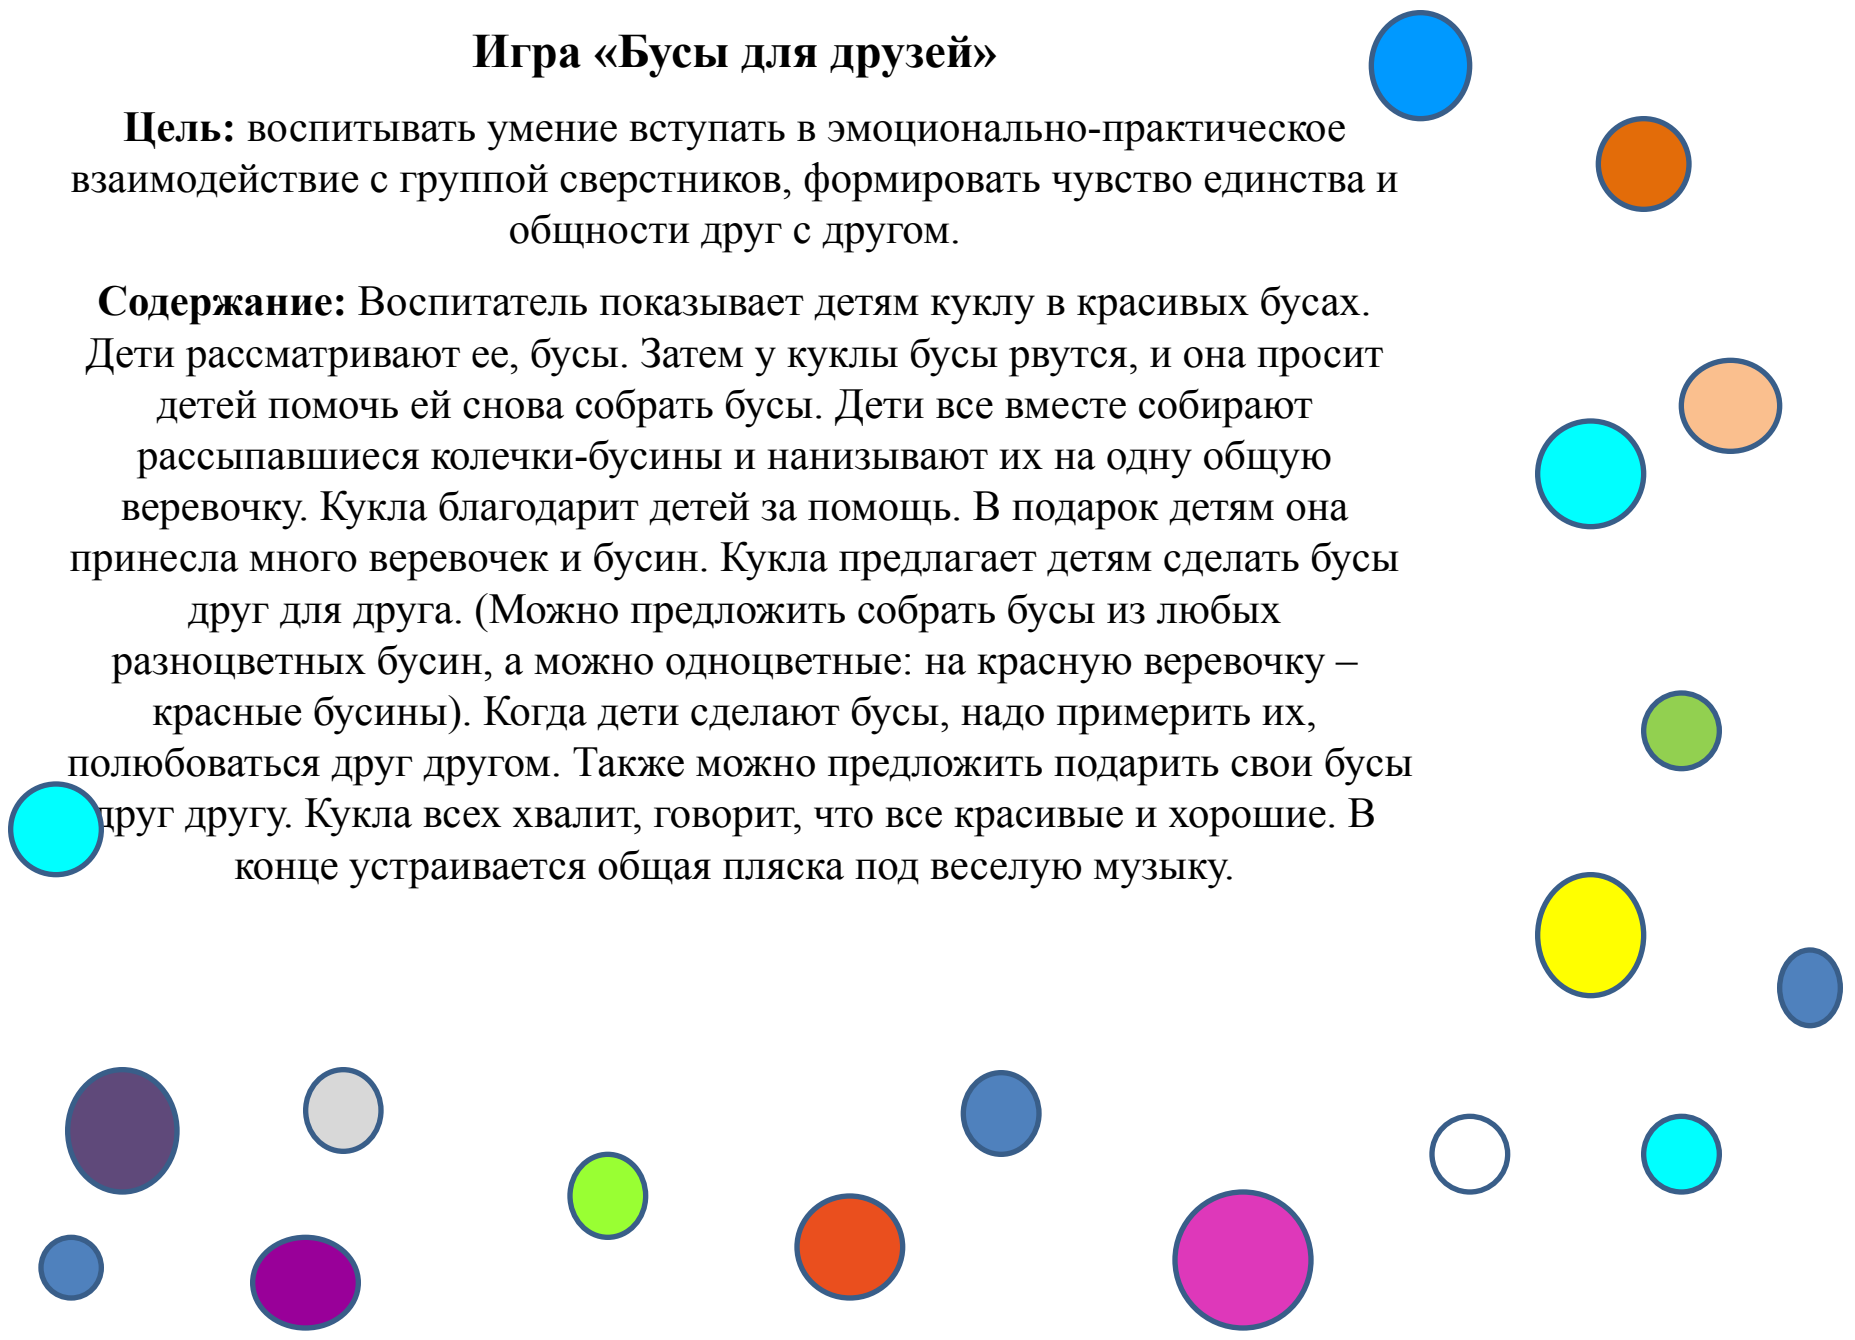 Игра «Бусы для друзей»
Цель: воспитывать умение вступать в эмоционально-практическое
взаимодействие с группой сверстников, формировать чувство единства и
общности друг с другом.
Содержание: Воспитатель показывает детям куклу в красивых бусах.
Дети рассматривают ее, бусы. Затем у куклы бусы рвутся, и она просит
детей помочь ей снова собрать бусы. Дети все вместе собирают
рассыпавшиеся колечки-бусины и нанизывают их на одну общую
веревочку. Кукла благодарит детей за помощь. В подарок детям она
принесла много веревочек и бусин. Кукла предлагает детям сделать бусы
друг для друга. (Можно предложить собрать бусы из любых
разноцветных бусин, а можно одноцветные: на красную веревочку –
красные бусины). Когда дети сделают бусы, надо примерить их,
полюбоваться друг другом. Также можно предложить подарить свои бусы
друг другу. Кукла всех хвалит, говорит, что все красивые и хорошие. В
конце устраивается общая пляска под веселую музыку.